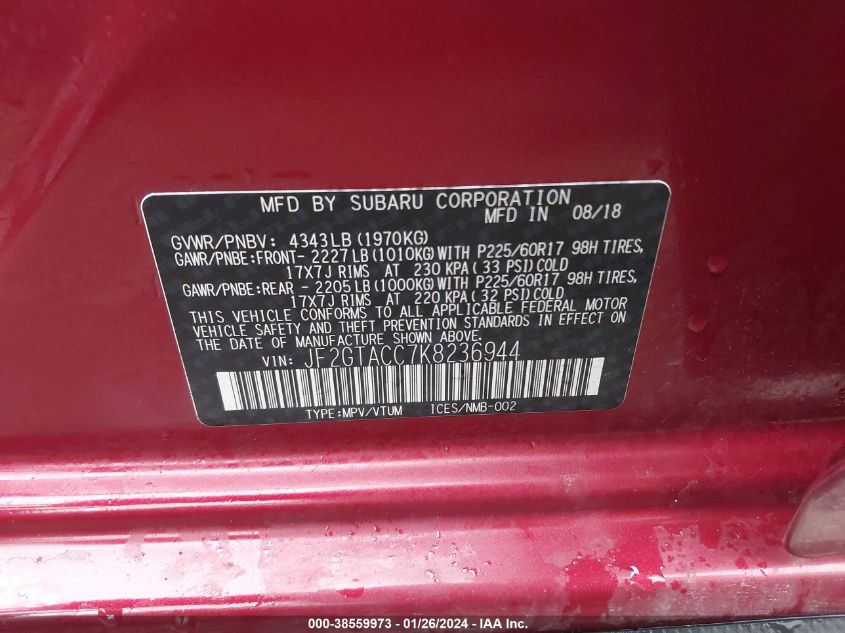 MFD BY SUBARU CORPORATION
MFD IN 08/18
GVWR/PNBV: 4343LB (1970KG)
GAWR/PNBE:FRONT- 2227LB (1010KG) WITH P225/60R17 98H TIRES,
17X7J RIMS AT 230 KPA (33 PSI) COLD
GAWR/PNBE:REAR - 2205LB (1000KG) WITH P225/60R17 98H TIRES,
17X7J RIMS AT 220 KPA (32 PSI) COLD
THIS VEHICLE CONFORMS TO ALL APPLICABLE FEDERAL MOTOR
VEHICLE SAFETY AND THEFT PREVENTION STANDARDS IN EFFECT ON
THE DATE OF MANUFACTURE SHOWN ABOVE.
VIN: JF2GTACC7K8236944
TYPE:MPV/VTUM ICES/NMB-002
000-38559973 - 01/26/2024 - IAA Inc.